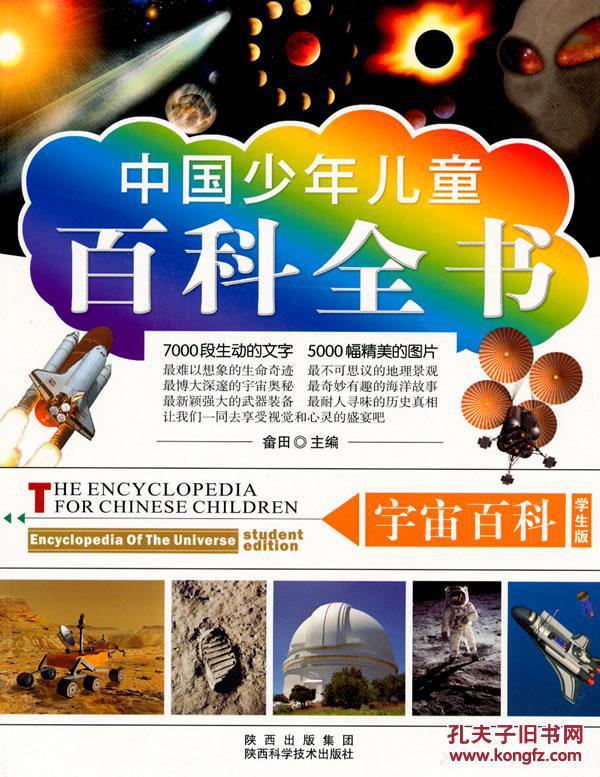 中国少年儿童
百科全书
7000段生动的文字 5000幅精美的图片
最难以想象的生命奇迹 最不可思议的地理景观
最博大深邃的宇宙奥秘 最奇妙有趣的海洋故事
最新颖强大的武器装备 最耐人寻味的历史真相
让我们一同去享受视觉和心灵的盛宴吧
畲田◎主编
THE ENCYCLOPEDIA
FOR CHINESE CHILDREN
Encyclopedia Of The Universe
student
edition
宇宙百科
学生版
陕西出版集团
陕西科学技术出版社
孔夫子旧书网
www.kongfz.com